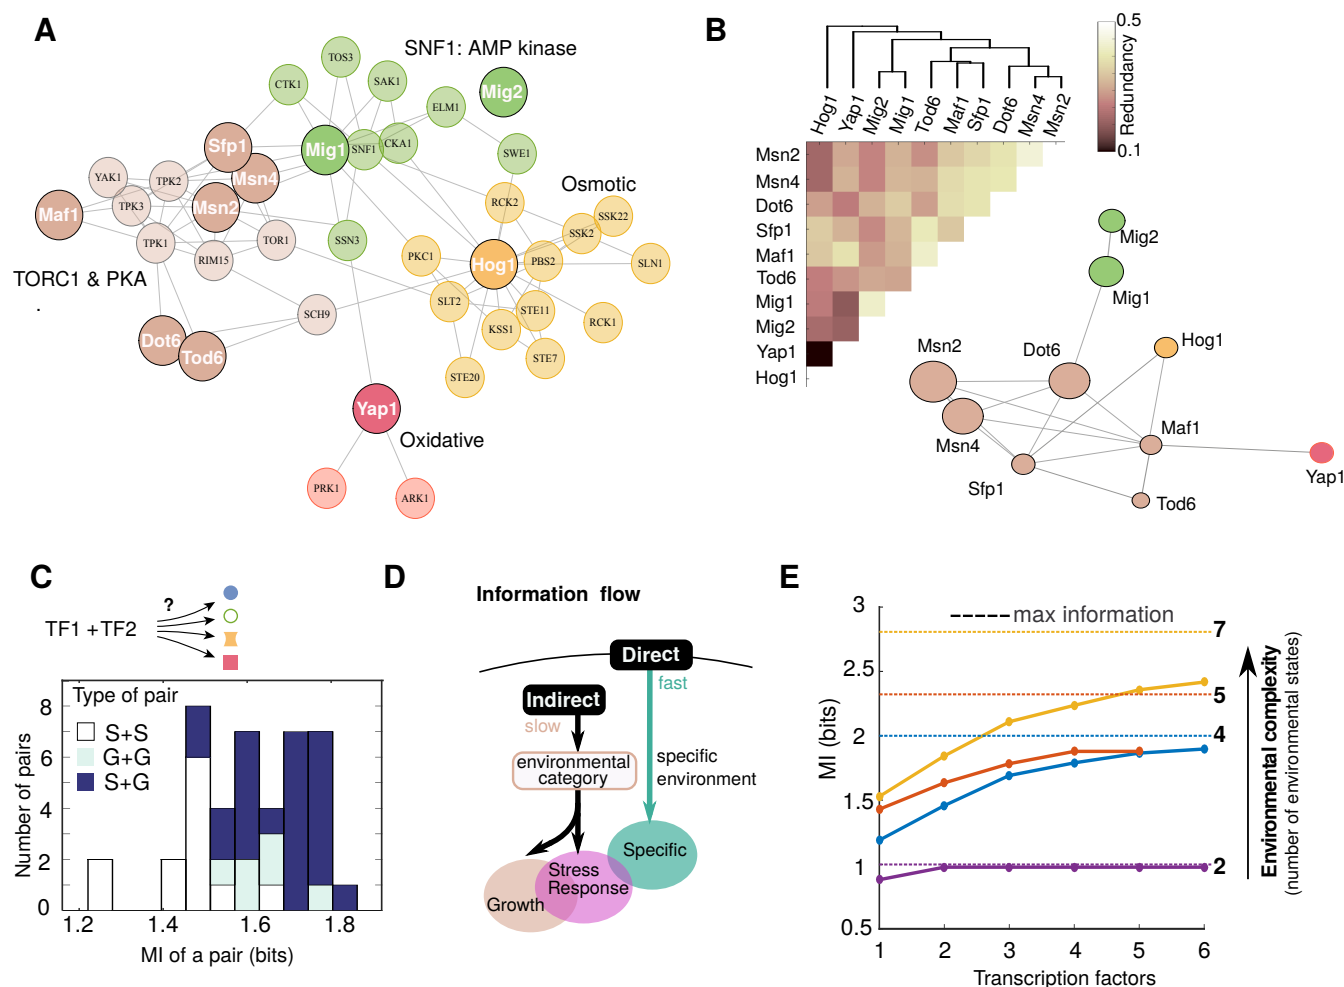 A
SNF1: AMP kinase
TOS3
CTK1
SAK1
Mig2
ELM1
Sfp1
Mig1
SNF1
CKA1
SWE1
YAK1
TPK2
Msn4
Osmotic
TPK3
Maf1
Msn2
RCK2
SSK22
SSK2
TPK1
TOR1
SSN3
RIM15
PKC1
Hog1
PBS2
SLN1
TORC1 & PKA
.
SLT2
STE11
SCH9
KSS1
RCK1
Dot6
Tod6
STE7
STE20
Yap1
Oxidative
PRK1
ARK1
B
0.5
Redundancy
0.1
Hog1
Yap1
Mig2
Mig1
Tod6
Maf1
Sfp1
Dot6
Msn4
Msn2
Msn2
Msn4
Dot6
Sfp1
Maf1
Tod6
Mig1
Mig2
Yap1
Hog1
Mig2
Mig1
Hog1
Msn2
Dot6
Msn4
Maf1
Sfp1
Yap1
Tod6
C
?
TF1 +TF2
Type of pair
S+S
G+G
S+G
Number of pairs
8
6
4
2
0
1.2
1.4
1.6
1.8
MI of a pair (bits)
D
Information flow
Direct
fast
Indirect
slow
environmental
category
specific
environment
Specific
Stress
Response
Growth
E
3
2.5
2
1.5
1
0.5
MI (bits)
max information
7
5
4
2
Environmental complexity
(number of environmental states)
1
2
3
4
5
6
Transcription factors